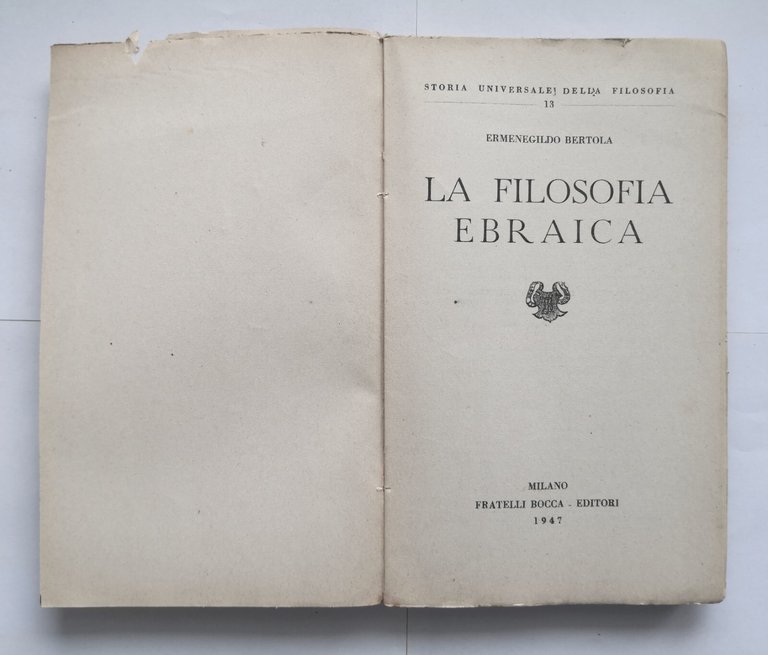 STORIA UNIVERSALE DELLA FILOSOFIA
13
ERMENEGILDO BERTOLA
LA FILOSOFIA
EBRAICA
MILANO
FRATELLI BOCCA - EDITORI
1947